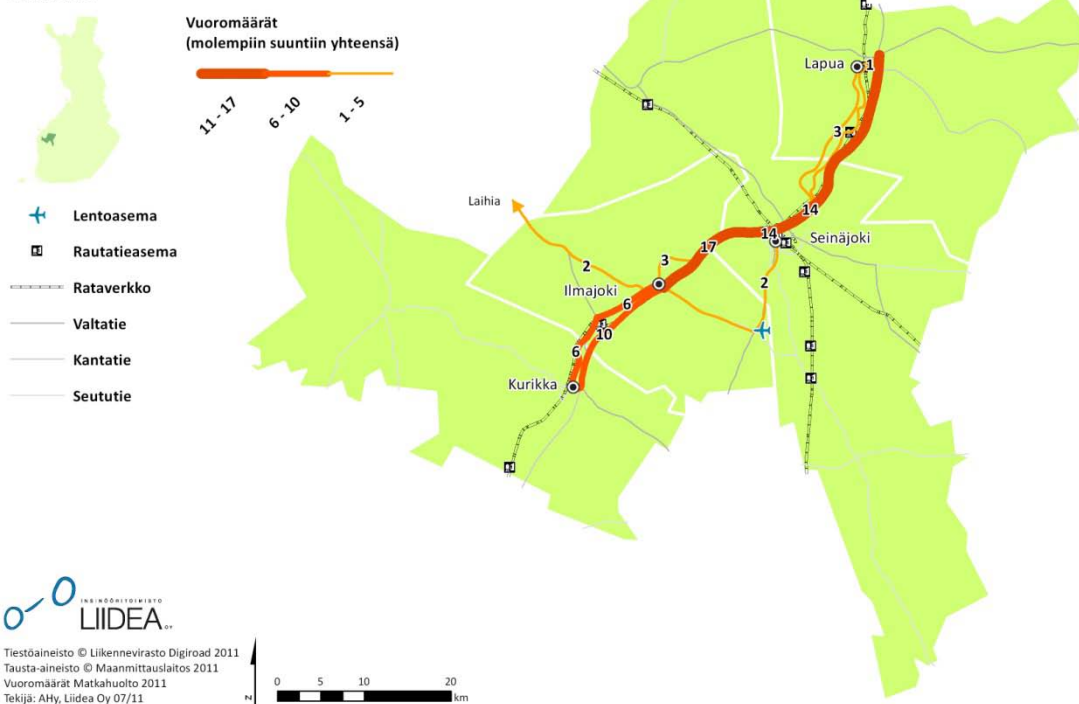 Vuoromäärät
(molempiin suuntiin yhteensä)
11 - 17
6 - 10
1 - 5
Lentoasema
Rautatieasema
Rataverkko
Valtatie
Kantatie
Seututie
Lapua
1
3
14
Laihia
14
Seinäjoki
17
3
2
2
Ilmajoki
6
10
6
Kurikka
INSINÖÖRITOIMISTO
LIIDEA OY
Tiestöaineisto © Liikennevirasto Digiroad 2011
Tausta-aineisto © Maanmittauslaitos 2011
Vuoromäärät Matkahuolto 2011
Tekijä: AHy, Liidea Oy 07/11
N
0 5 10 20
km